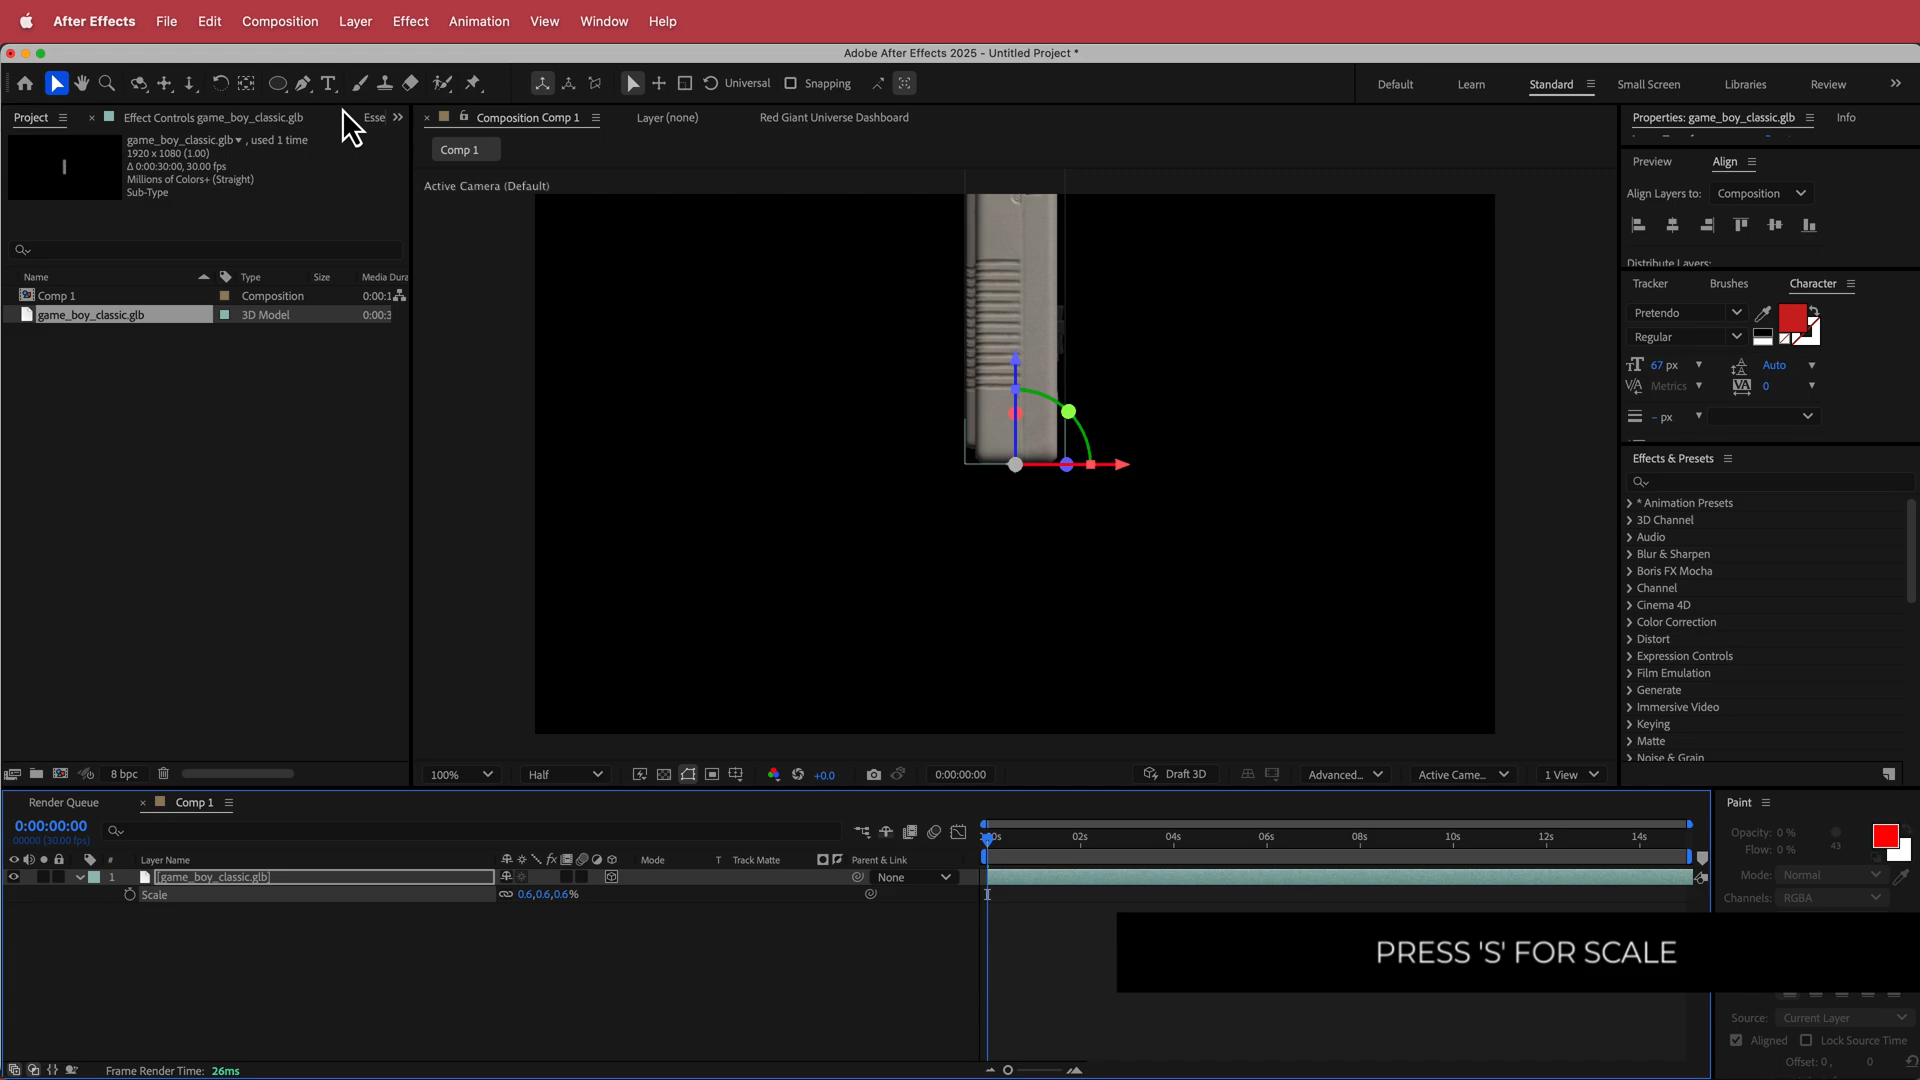 After Effects File Edit Composition Layer Effect Animation View Window Help
Adobe After Effects 2025 - Untitled Project *
Universal Snapping Default Learn Standard Small Screen Libraries Review
Project Effect Controls game_boy_classic.glb Esse
game_boy_classic.glb , used 1 time
1920 x 1080 (1.00)
Δ 0:00:30:00, 30.00 fps
Millions of Colors+ (Straight)
Sub-Type
Name Type Size Media Dura
Comp 1 Composition 0:00:1
game_boy_classic.glb 3D Model 0:00:3
8 bpc
Composition Comp 1 Layer (none) Red Giant Universe Dashboard
Comp 1
Active Camera (Default)
100% Half +0.0 0:00:00:00 Draft 3D Advanced... Active Came... 1 View
Properties: game_boy_classic.glb Info
Preview Align
Align Layers to: Composition
Distribute Layers:
Tracker Brushes Character
Pretendo
Regular
67 px Auto
Metrics 0
- px
Effects & Presets
* Animation Presets
3D Channel
Audio
Blur & Sharpen
Boris FX Mocha
Channel
Cinema 4D
Color Correction
Distort
Expression Controls
Film Emulation
Generate
Immersive Video
Keying
Matte
Noise & Grain
Render Queue Comp 1
0:00:00:00
00000 (30.00 fps)
02s 04s 06s 08s 10s 12s 14s
# Layer Name Mode T Track Matte Parent & Link
1 [game_boy_classic.glb] None
Scale 0.6,0.6,0.6%
PRESS 'S' FOR SCALE
Frame Render Time: 26ms
Paint
Opacity: 0 %
Flow: 0 % 43
Mode: Normal
Channels: RGBA
Source: Current Layer
Aligned Lock Source Time
Offset: 0 , 0